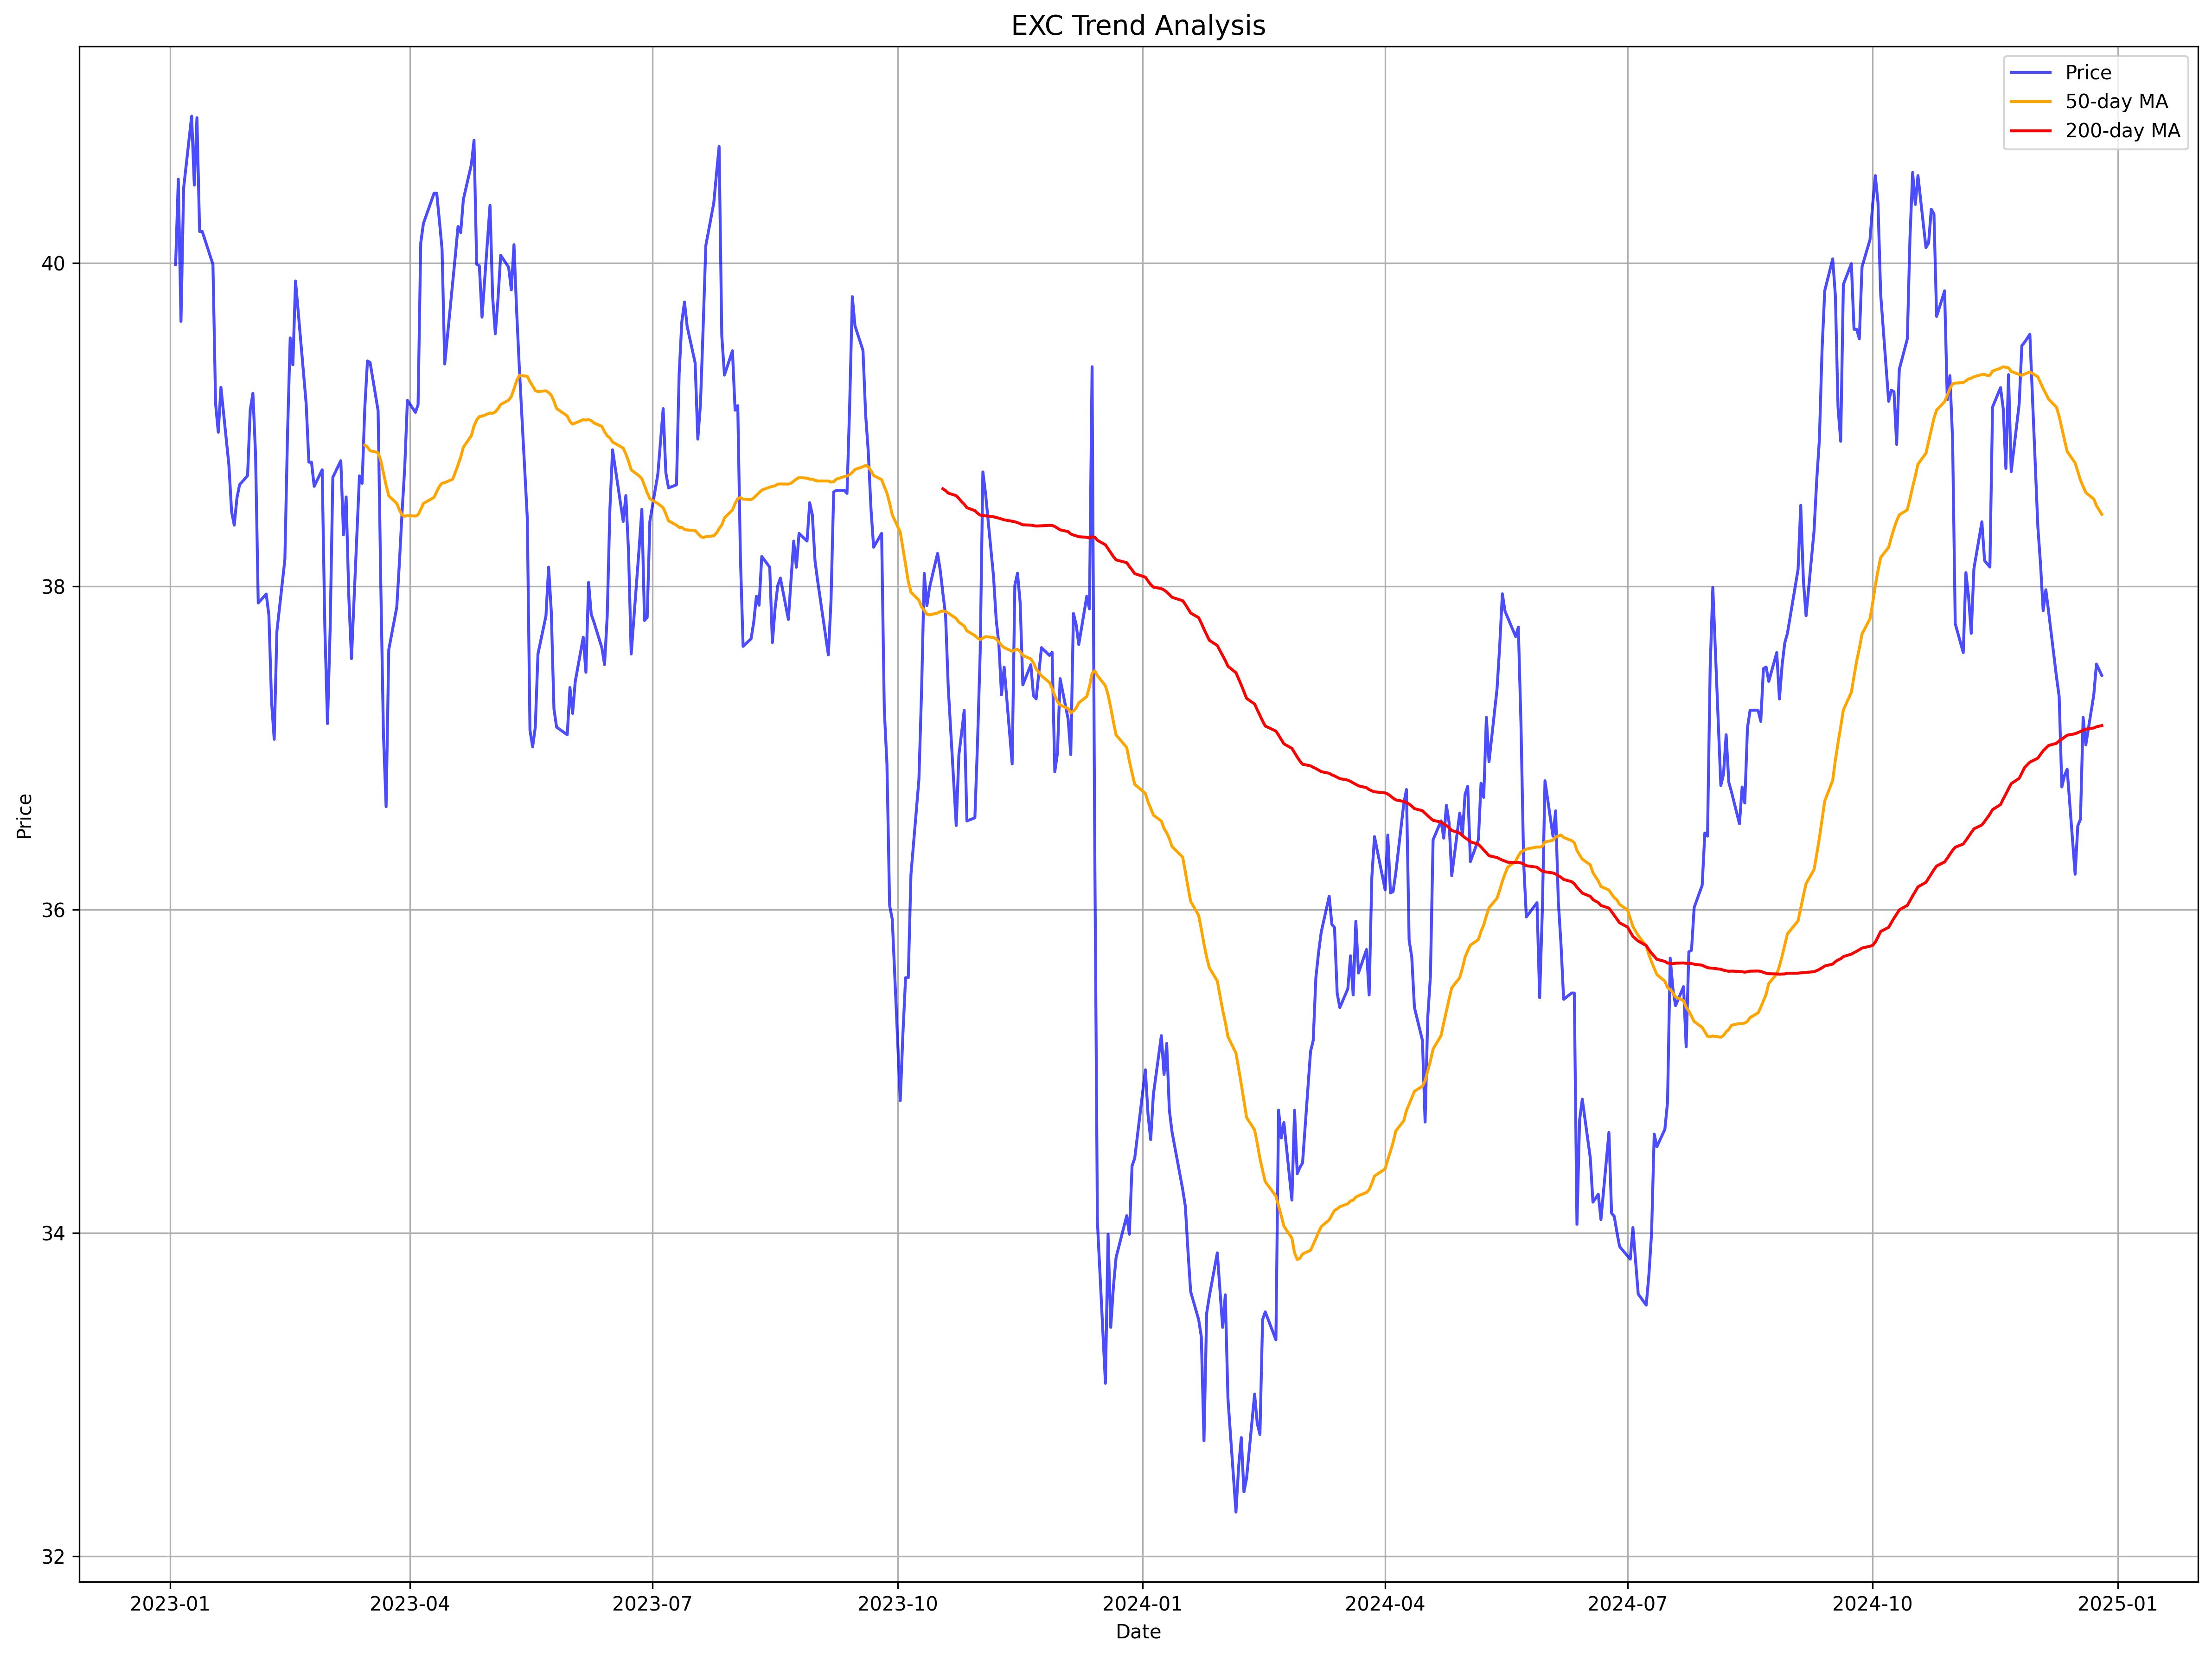 EXC Trend Analysis
Price
50-day MA
200-day MA
40
38
36
34
32
Price
2023-01
2023-04
2023-07
2023-10
2024-01
2024-04
2024-07
2024-10
2025-01
Date